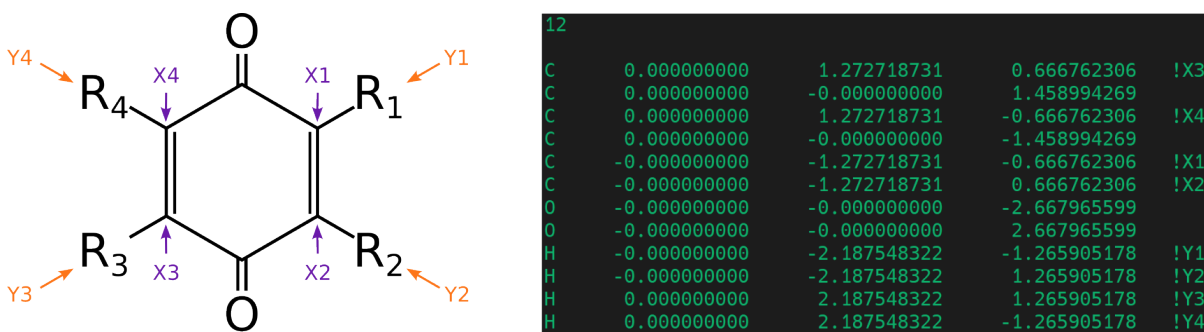 O
Y4
Y1
X4
X1
R4
R1
R3
R2
X3
X2
Y3
Y2
O
12
C 0.000000000 1.272718731 0.666762306 !X3
C 0.000000000 -0.000000000 1.458994269
C 0.000000000 1.272718731 -0.666762306 !X4
C 0.000000000 -0.000000000 -1.458994269
C -0.000000000 -1.272718731 -0.666762306 !X1
C -0.000000000 -1.272718731 0.666762306 !X2
O -0.000000000 -0.000000000 -2.667965599
O -0.000000000 -0.000000000 2.667965599
H -0.000000000 -2.187548322 -1.265905178 !Y1
H -0.000000000 -2.187548322 1.265905178 !Y2
H 0.000000000 2.187548322 1.265905178 !Y3
H 0.000000000 2.187548322 -1.265905178 !Y4